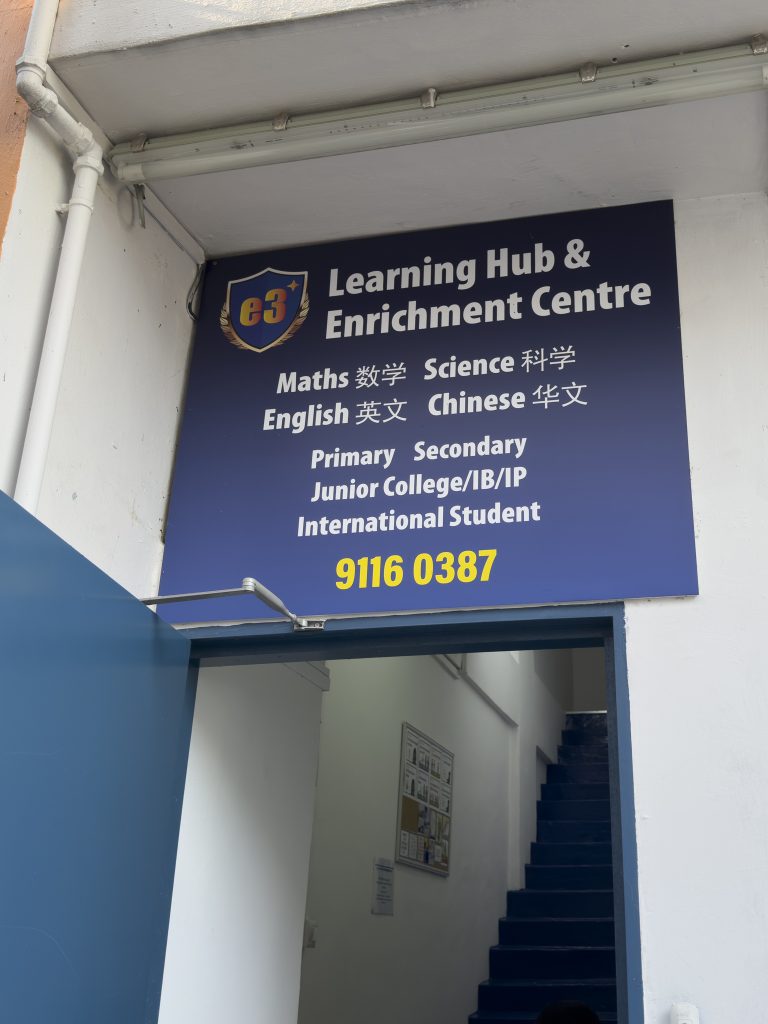 e3
Learning Hub &
Enrichment Centre
Maths 数学 Science 科学
English 英文 Chinese 华文
Primary Secondary
Junior College/IB/IP
International Student
9116 0387